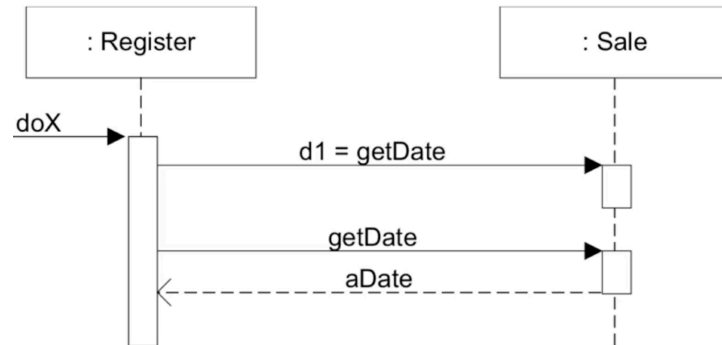 : Register
: Sale
doX
d1 = getDate
getDate
aDate